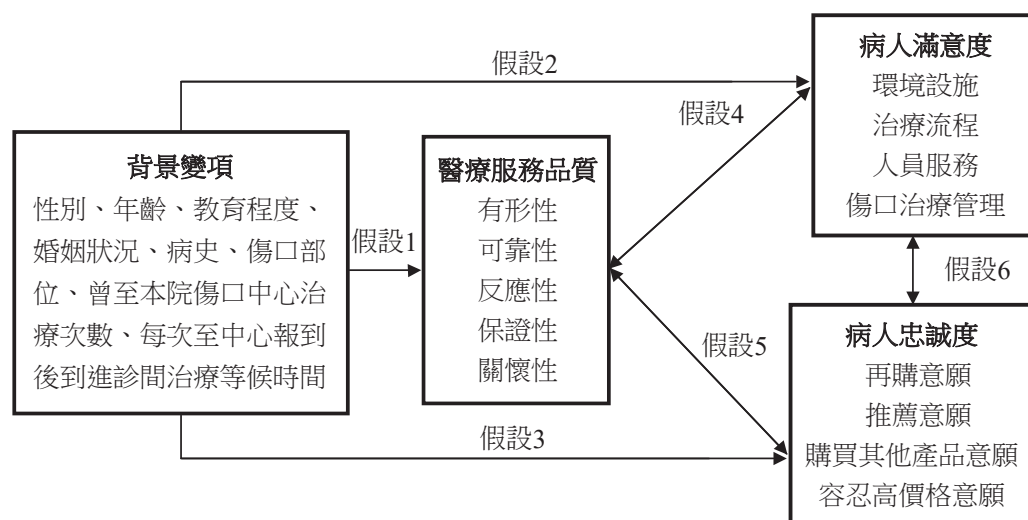 假設2
背景變項
性別、年齡、教育程度、
婚姻狀況、病史、傷口部
位、曾至本院傷口中心治
療次數、每次至中心報到
後到進診間治療等候時間
假設1
醫療服務品質
有形性
可靠性
反應性
保證性
關懷性
假設4
病人滿意度
環境設施
治療流程
人員服務
傷口治療管理
假設6
假設5
假設3
病人忠誠度
再購意願
推薦意願
購買其他產品意願
容忍高價格意願